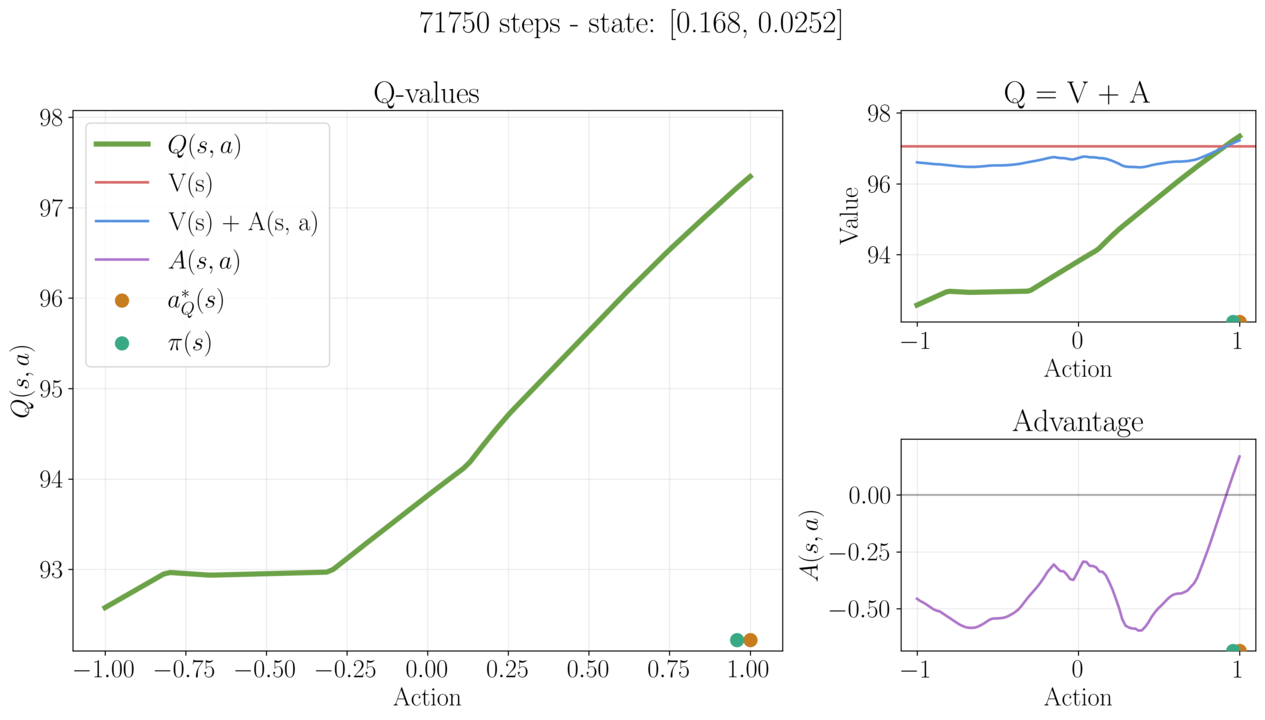 71750 steps - state: [0.168, 0.0252]
Q-values
98
97
96
95
94
93
Q(s, a)
Q(s, a)
V(s)
V(s) + A(s, a)
A(s, a)
a*Q(s)
π(s)
−1.00 −0.75 −0.50 −0.25 0.00 0.25 0.50 0.75 1.00
Action
Q = V + A
98
96
94
Value
−1 0 1
Action
Advantage
0.00
−0.25
−0.50
A(s, a)
−1 0 1
Action